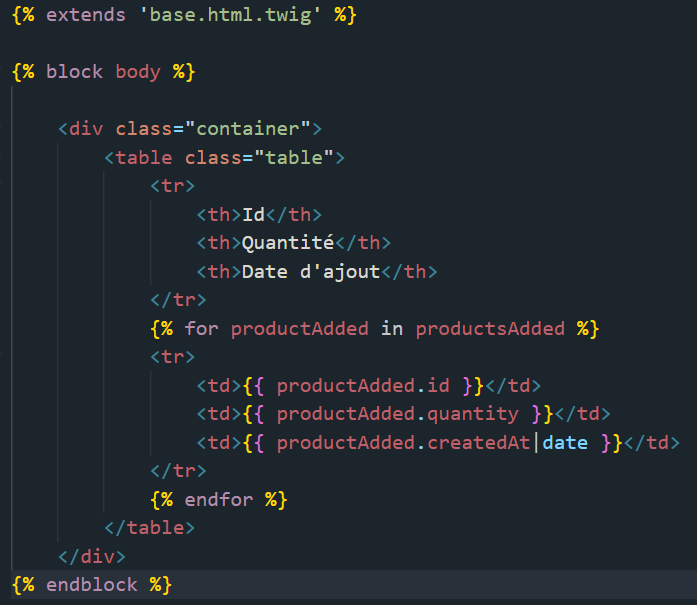 {% extends 'base.html.twig' %}
{% block body %}
<div class="container">
<table class="table">
<tr>
<th>Id</th>
<th>Quantité</th>
<th>Date d'ajout</th>
</tr>
{% for productAdded in productsAdded %}
<tr>
<td>{{ productAdded.id }}</td>
<td>{{ productAdded.quantity }}</td>
<td>{{ productAdded.createdAt|date }}</td>
</tr>
{% endfor %}
</table>
</div>
{% endblock %}